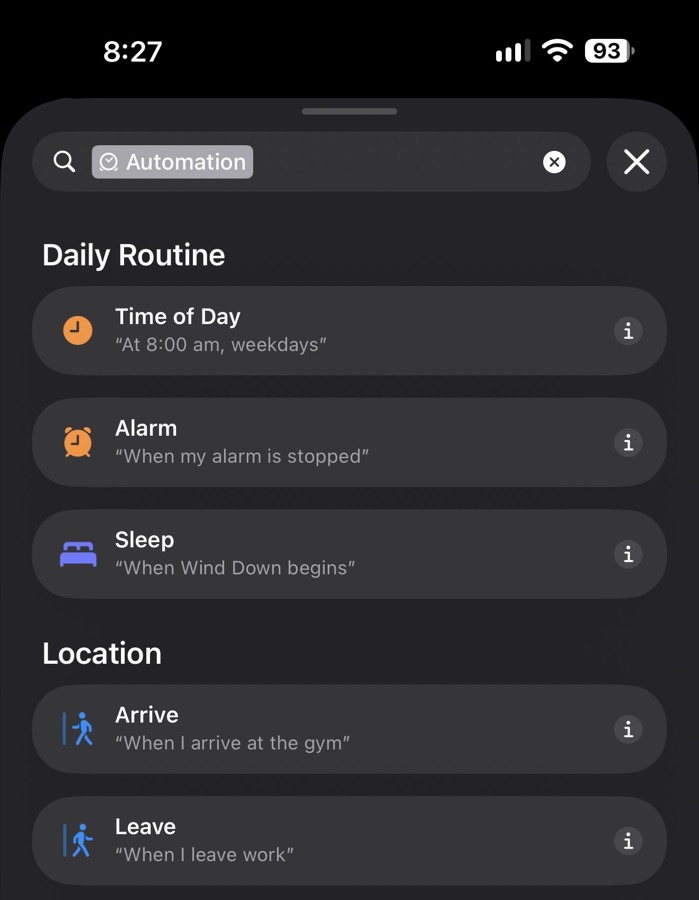 8:27
93
Automation
Daily Routine
Time of Day
“At 8:00 am, weekdays”
Alarm
“When my alarm is stopped”
Sleep
“When Wind Down begins”
Location
Arrive
“When I arrive at the gym”
Leave
“When I leave work”